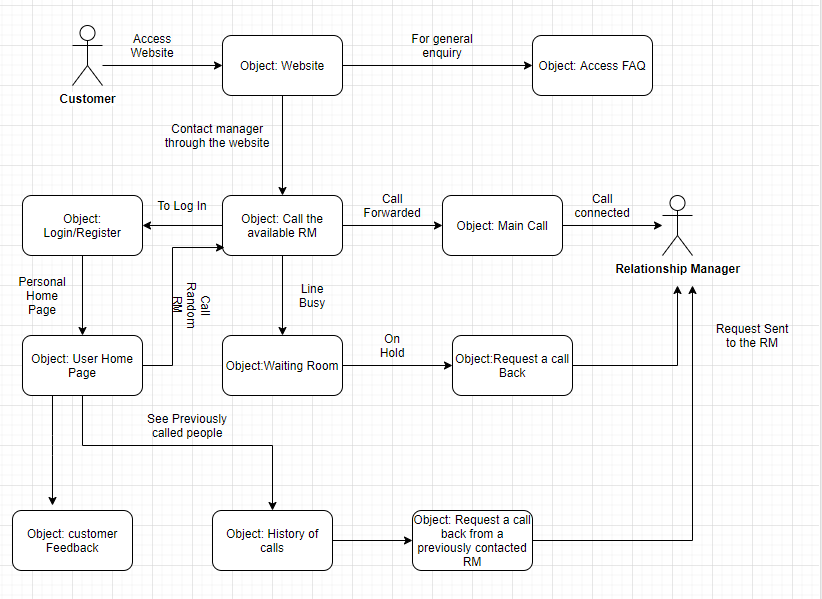 Access
Website
For general
enquiry
Object: Website
Object: Access FAQ
Customer
Contact manager
through the website
To Log In
Call
Forwarded
Call
connected
Object:
Login/Register
Object: Call the
available RM
Object: Main Call
Relationship Manager
Personal
Home
Page
Call
Random
RM
Line
Busy
Request Sent
to the RM
On
Hold
Object: User Home
Page
Object:Waiting Room
Object:Request a call
Back
See Previously
called people
Object: customer
Feedback
Object: History of
calls
Object: Request a call
back from a
previously contacted
RM